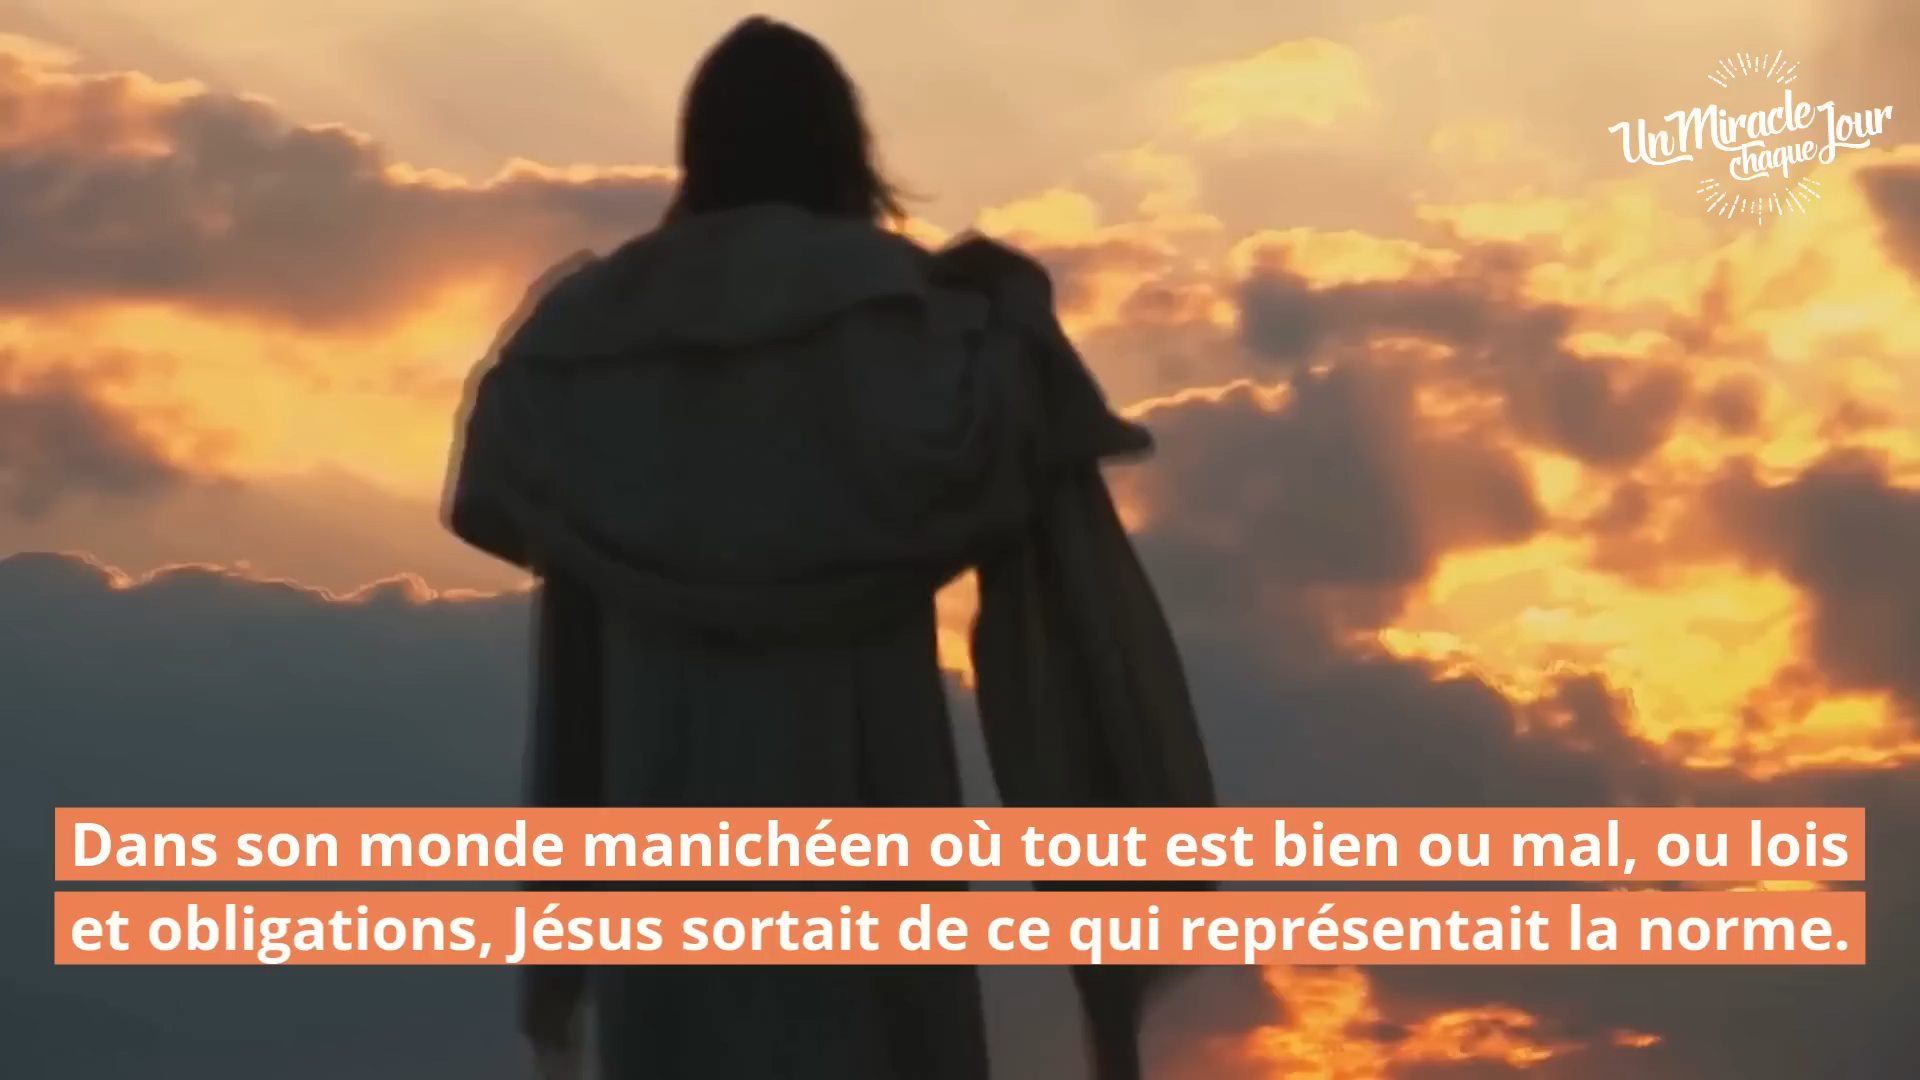 Un Miracle
chaque Jour
Dans son monde manichéen où tout est bien ou mal, ou lois
et obligations, Jésus sortait de ce qui représentait la norme.